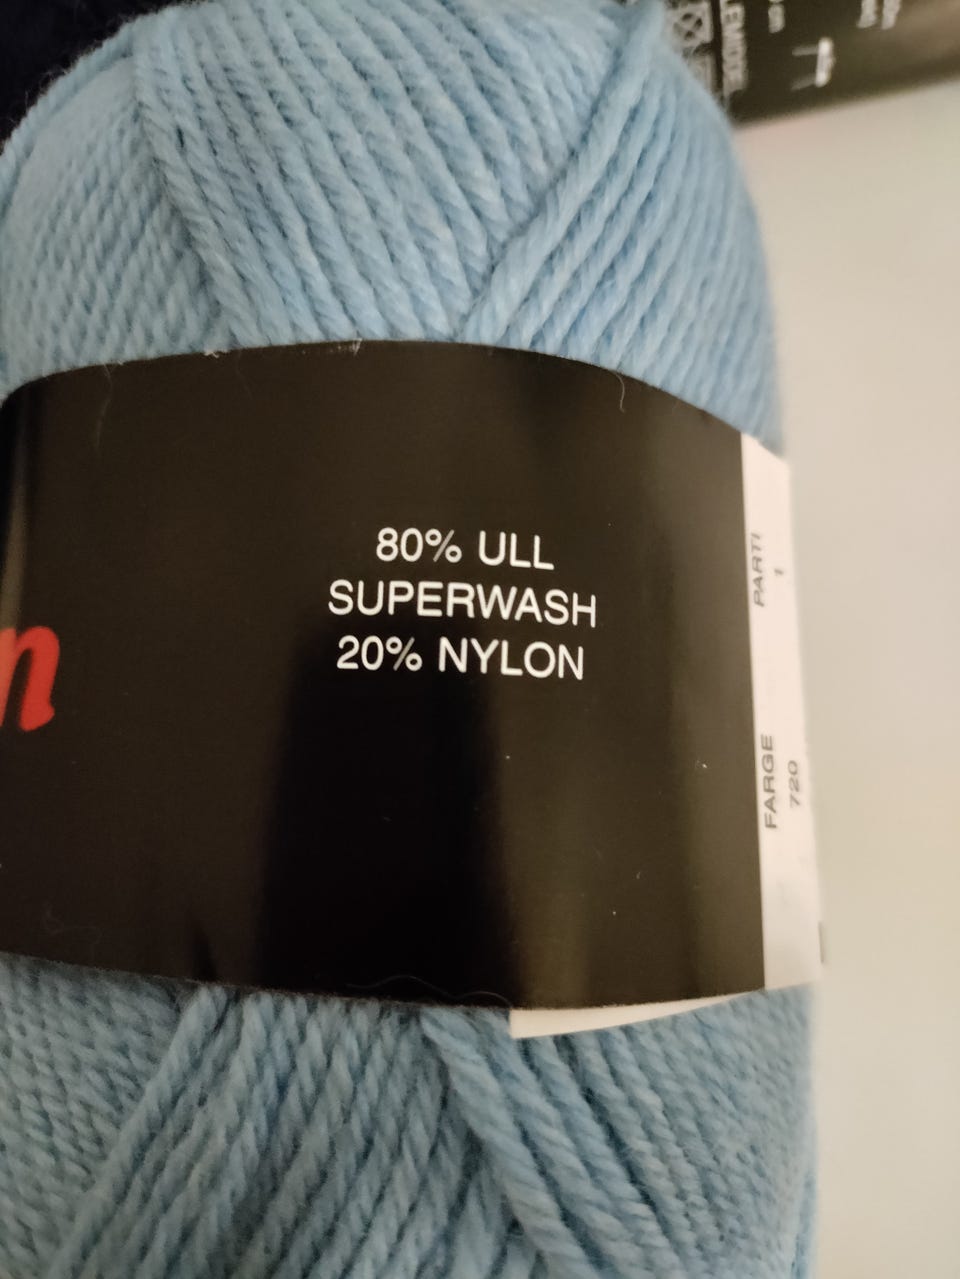 80% ULL
SUPERWASH
20% NYLON
n
PARTI
1
FARGE
720